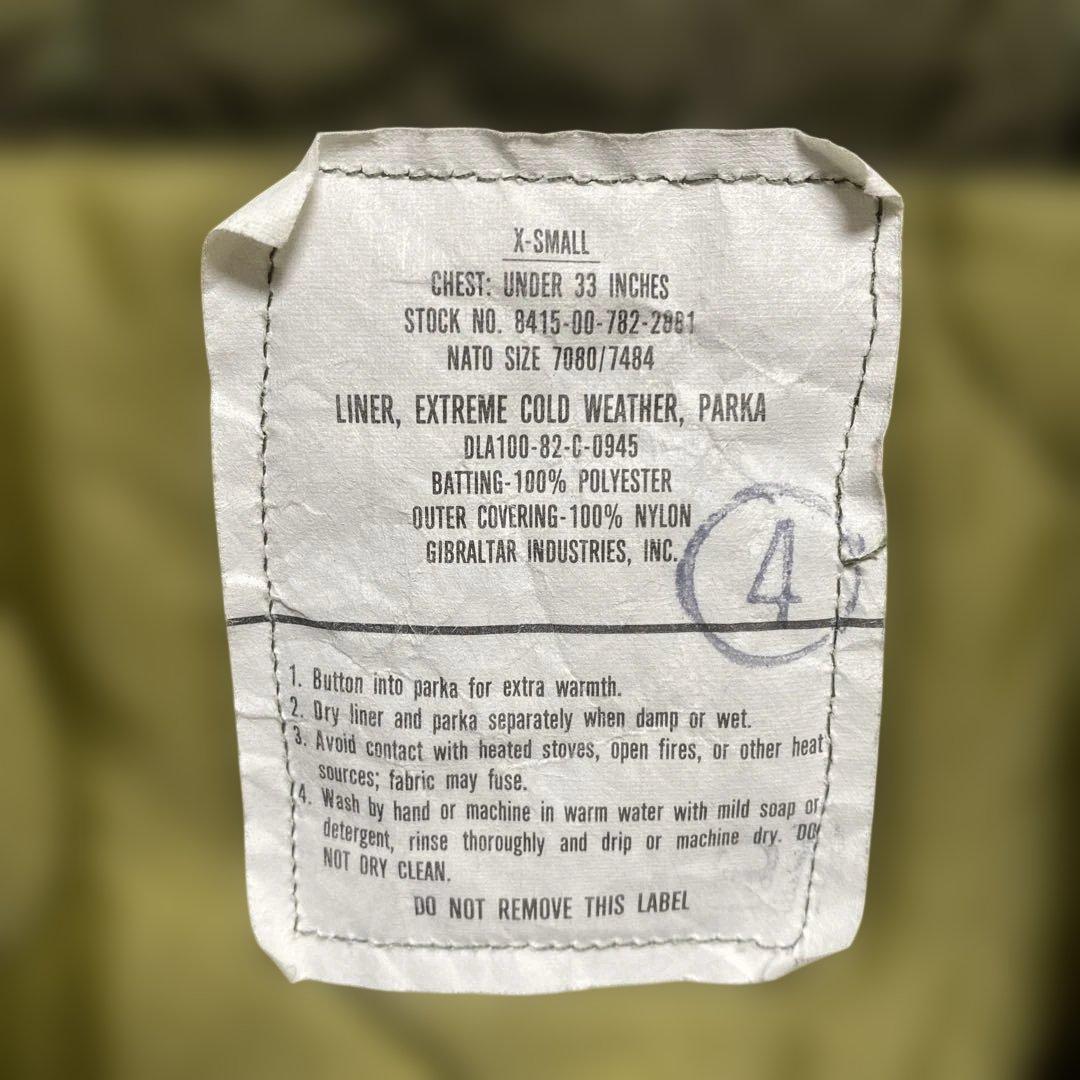 X-SMALL
CHEST: UNDER 33 INCHES
STOCK NO. 8415-00-782-2881
NATO SIZE 7080/7484
LINER, EXTREME COLD WEATHER, PARKA
DLA100-82-C-0945
BATTING-100% POLYESTER
OUTER COVERING-100% NYLON
GIBRALTAR INDUSTRIES, INC.
4
1. Button into parka for extra warmth.
2. Dry liner and parka separately when damp or wet.
3. Avoid contact with heated stoves, open fires, or other heat
sources; fabric may fuse.
4. Wash by hand or machine in warm water with mild soap or
detergent, rinse thoroughly and drip or machine dry. DO
NOT DRY CLEAN.
DO NOT REMOVE THIS LABEL